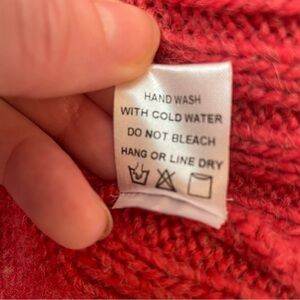 HAND WASH
WITH COLD WATER
DO NOT BLEACH
HANG OR LINE DRY